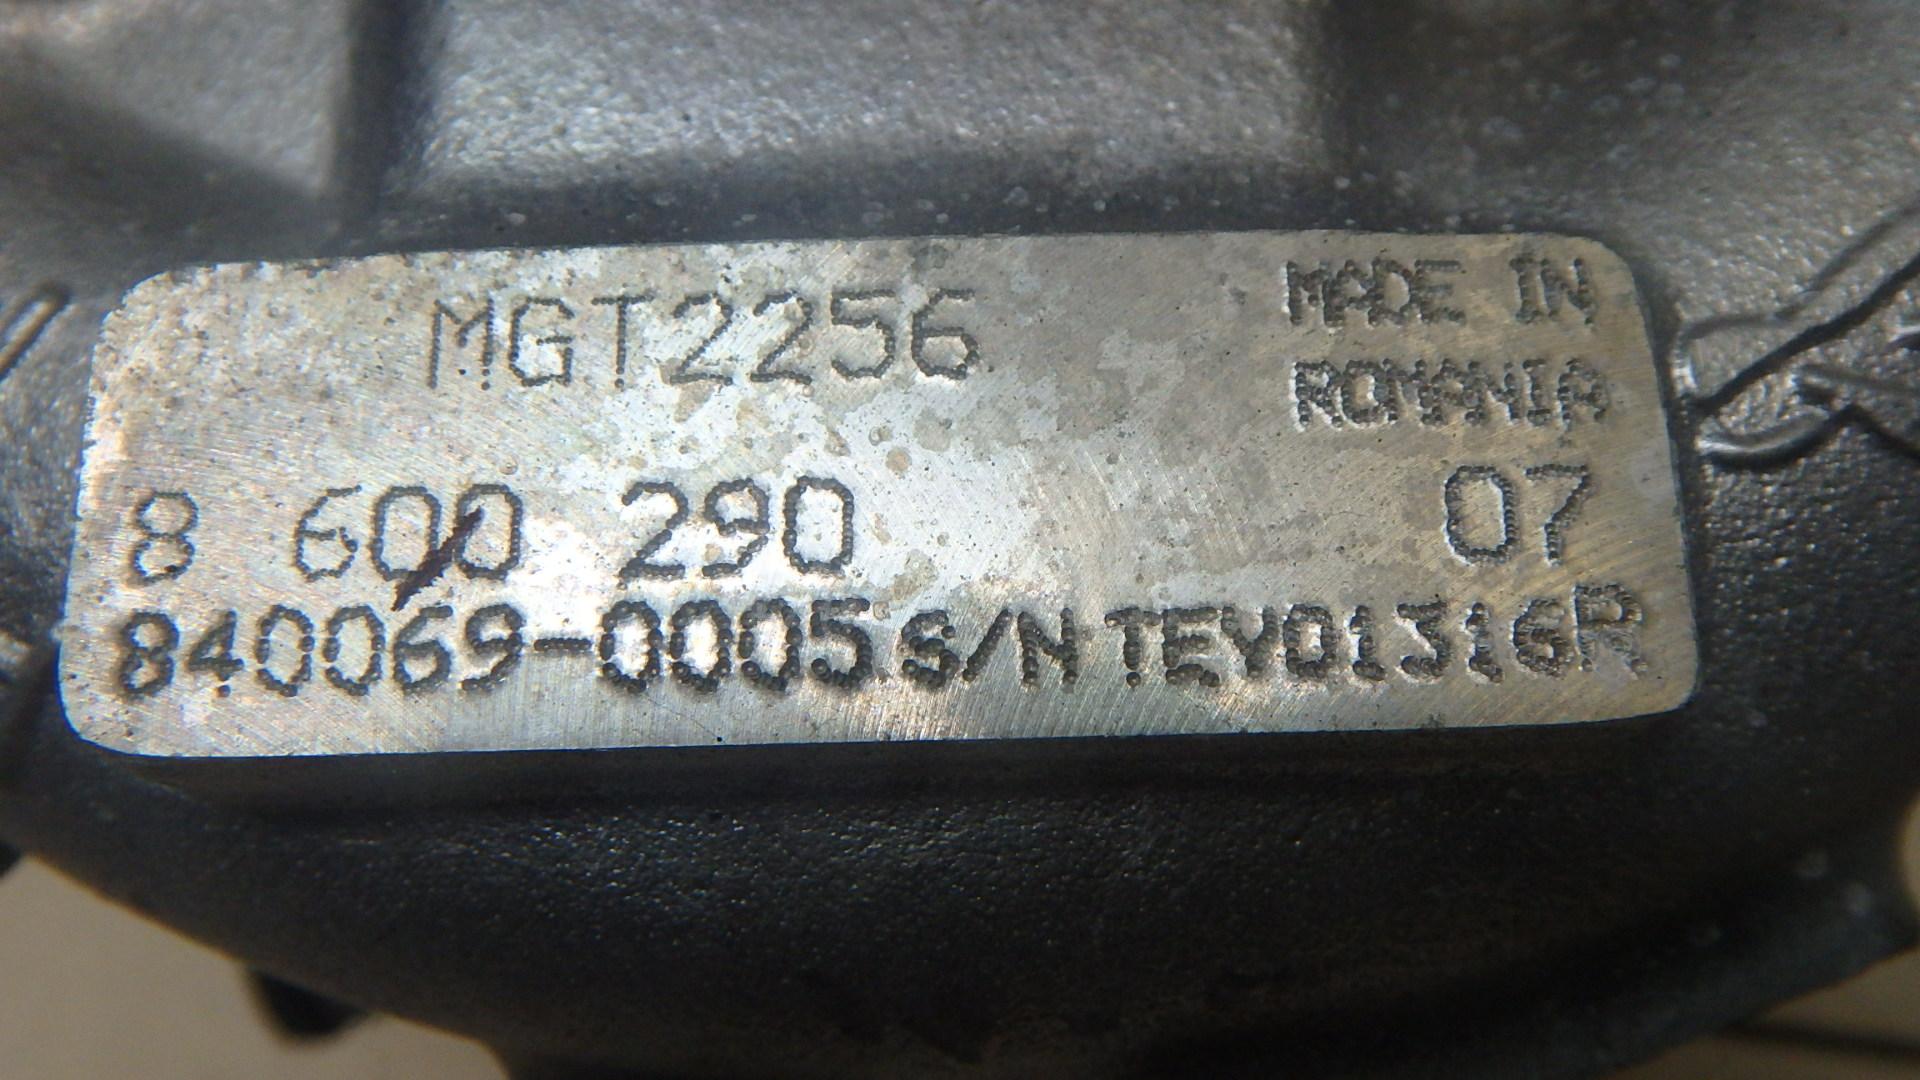 MGT2256
MADE IN
ROMANIA
8 600 290 07
840069-0005 S/N TEY01316R